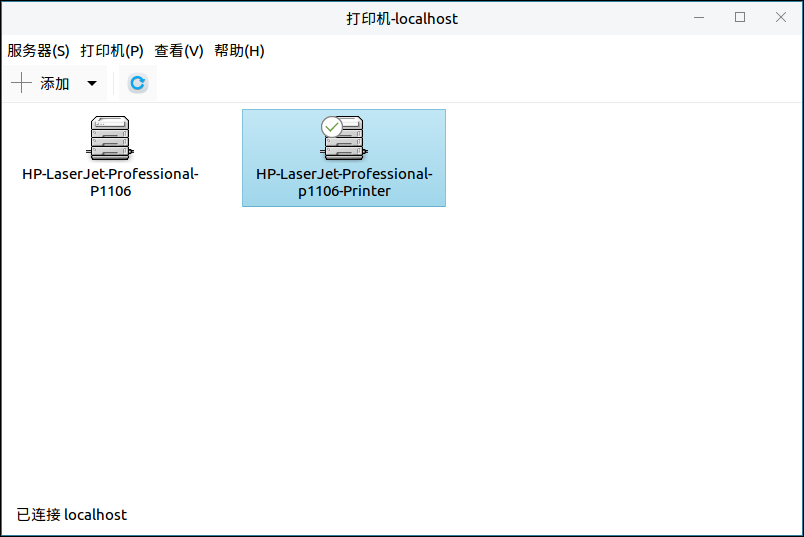 打印机-localhost
服务器(S) 打印机(P) 查看(V) 帮助(H)
添加
HP-LaserJet-Professional-
P1106
HP-LaserJet-Professional-
p1106-Printer
已连接 localhost